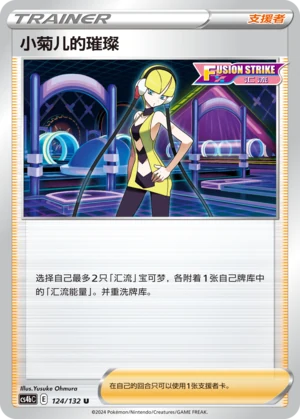 TRAINER 支援者
小菊儿的璀璨
FUSION STRIKE
汇流
选择自己最多2只「汇流」宝可梦，各附着1张自己牌库中
的「汇流能量」。并重洗牌库。
Illus.Yusuke Ohmura
在自己的回合只可以使用1张支援者卡。
CS4bC E 124/132 U
©2024 Pokémon/Nintendo/Creatures/GAME FREAK.